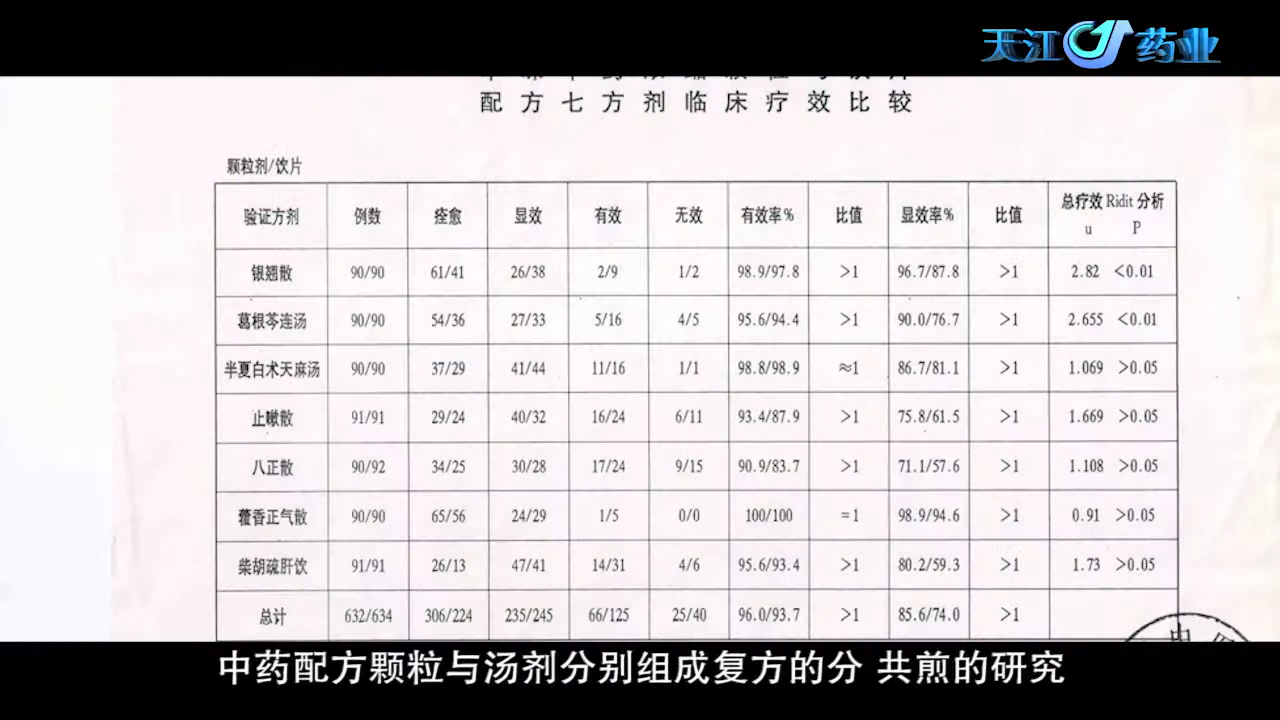 天江药业
配方七方剂临床疗效比较
颗粒剂/饮片
验证方剂 例数 痊愈 显效 有效 无效 有效率% 比值 显效率% 比值 总疗效 Ridit 分析
u P
银翘散 90/90 61/41 26/38 2/9 1/2 98.9/97.8 >1 96.7/87.8 >1 2.82 <0.01
葛根芩连汤 90/90 54/36 27/33 5/16 4/5 95.6/94.4 >1 90.0/76.7 >1 2.655 <0.01
半夏白术天麻汤 90/90 37/29 41/44 11/16 1/1 98.8/98.9 ≈1 86.7/81.1 >1 1.069 >0.05
止嗽散 91/91 29/24 40/32 16/24 6/11 93.4/87.9 >1 75.8/61.5 >1 1.669 >0.05
八正散 90/92 34/25 30/28 17/24 9/15 90.9/83.7 >1 71.1/57.6 >1 1.108 >0.05
藿香正气散 90/90 65/56 24/29 1/5 0/0 100/100 =1 98.9/94.6 >1 0.91 >0.05
柴胡疏肝饮 91/91 26/13 47/41 14/31 4/6 95.6/93.4 >1 80.2/59.3 >1 1.73 >0.05
总计 632/634 306/224 235/245 66/125 25/40 96.0/93.7 >1 85.6/74.0 >1
中药配方颗粒与汤剂分别组成复方的分 共煎的研究